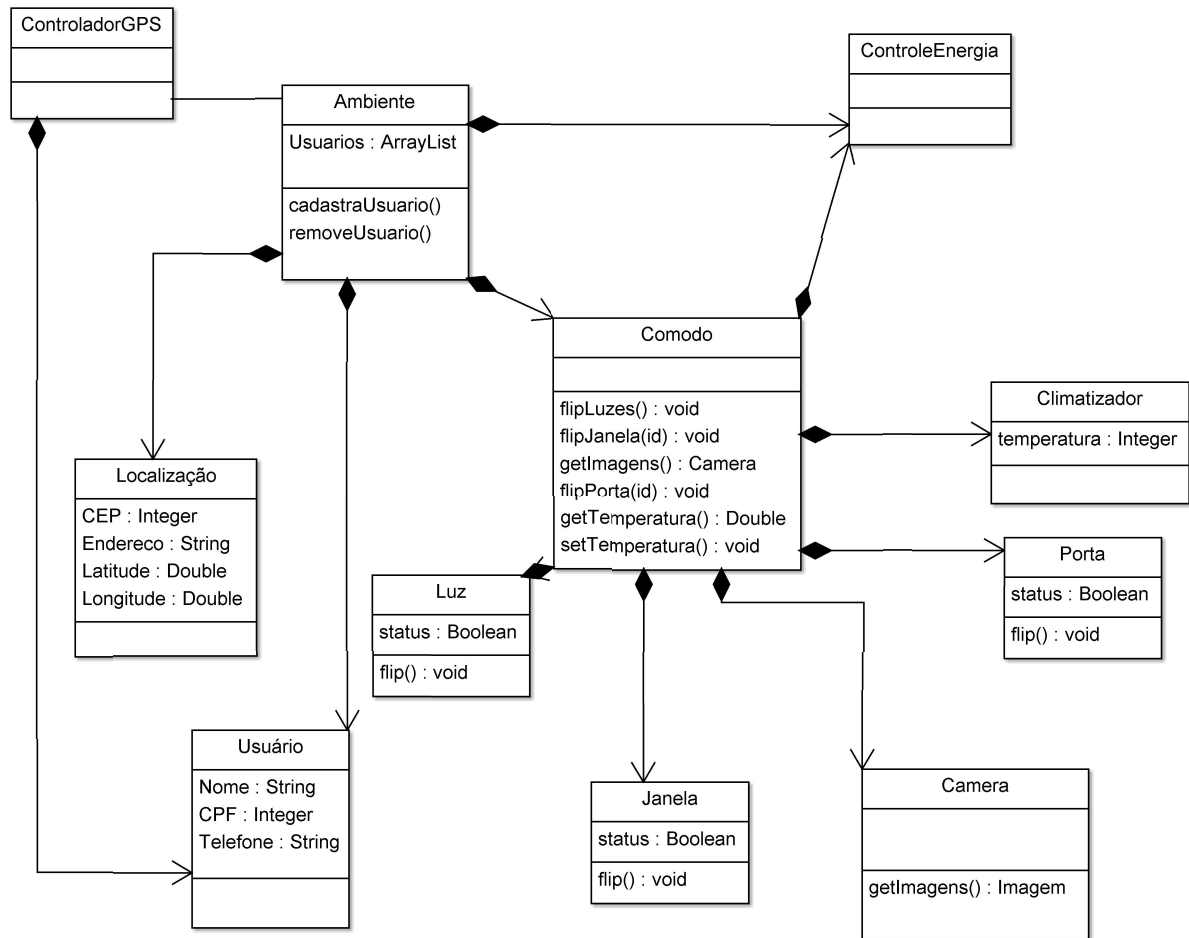 ControladorGPS
Ambiente
Usuarios : ArrayList
cadastraUsuario()
removeUsuario()
ControleEnergia
Comodo
flipLuzes() : void
flipJanela(id) : void
getImagens() : Camera
flipPorta(id) : void
getTemperatura() : Double
setTemperatura() : void
Climatizador
temperatura : Integer
Localização
CEP : Integer
Endereco : String
Latitude : Double
Longitude : Double
Luz
status : Boolean
flip() : void
Porta
status : Boolean
flip() : void
Usuário
Nome : String
CPF : Integer
Telefone : String
Janela
status : Boolean
flip() : void
Camera
getImagens() : Imagem